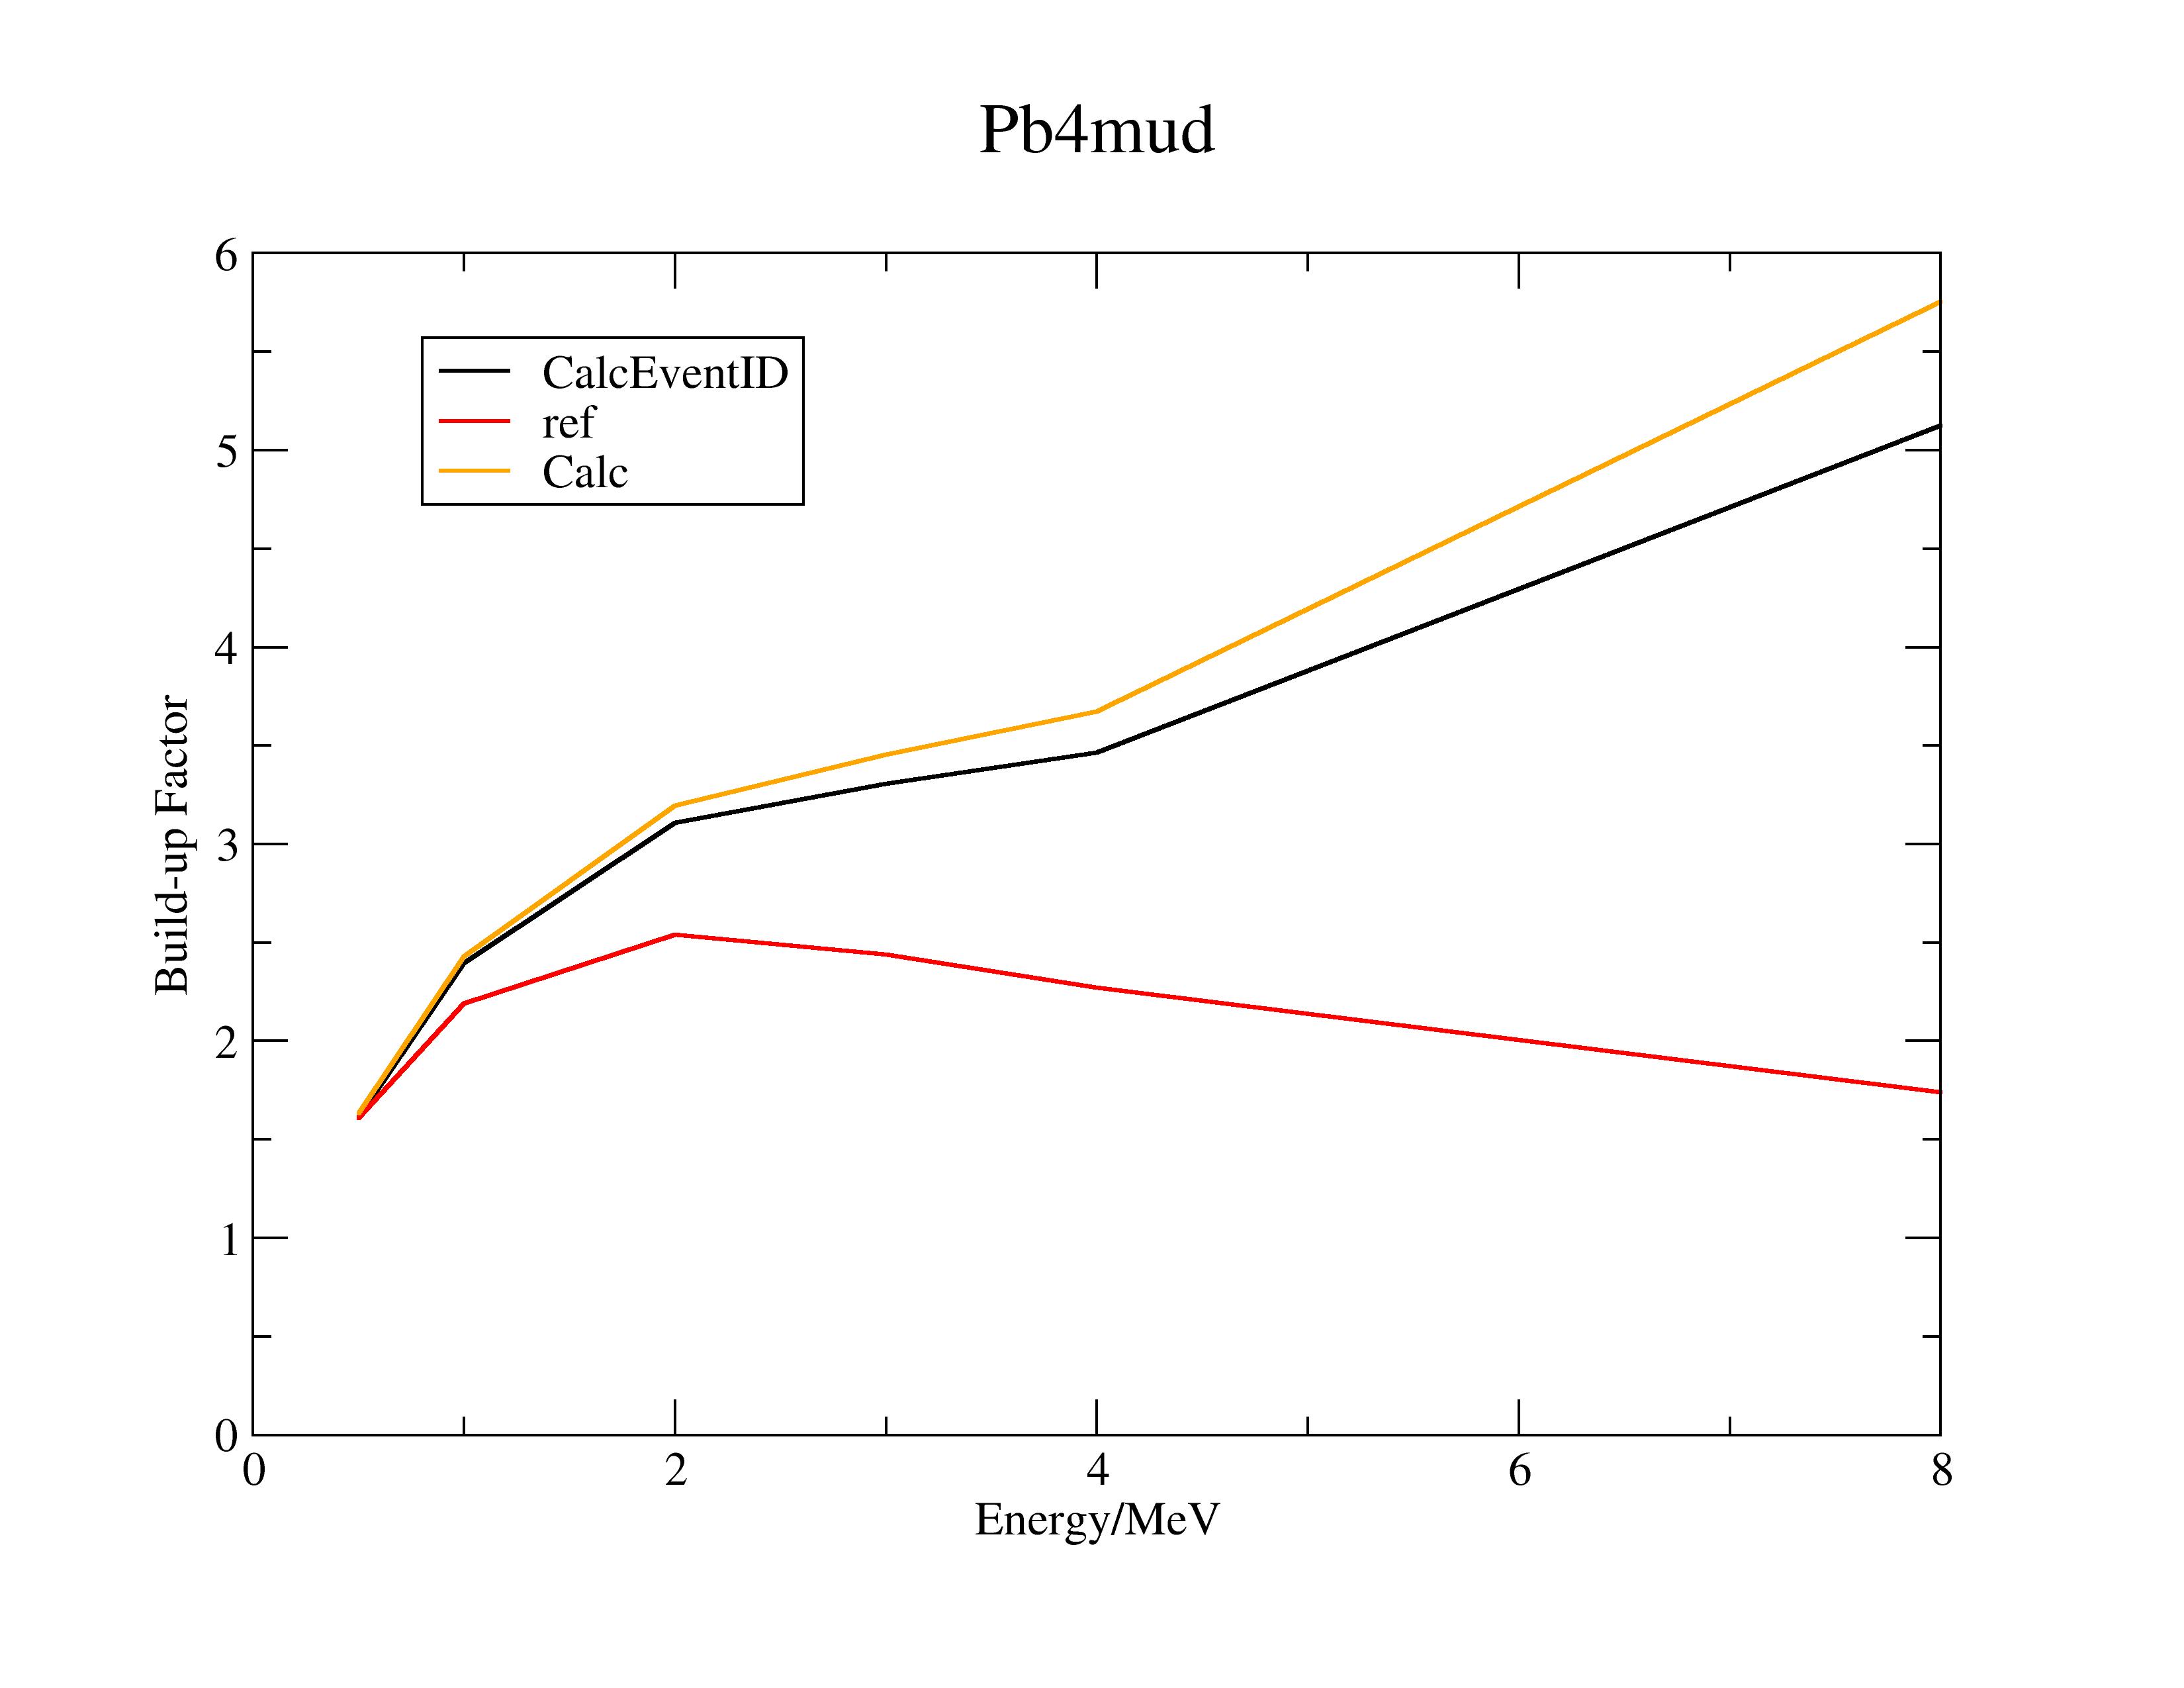 Pb4mud
6
5
4
3
2
1
0
Build-up Factor
CalcEventID
ref
Calc
0 2 4 6 8
Energy/MeV